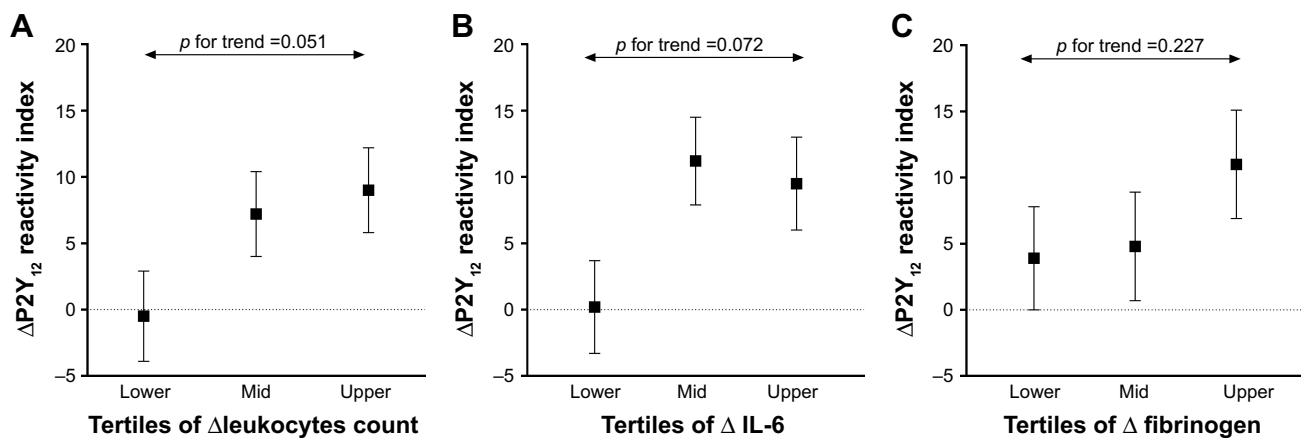 A
ΔP2Y12 reactivity index
20
15
10
5
0
–5
p for trend =0.051
Lower Mid Upper
Tertiles of Δleukocytes count
B
ΔP2Y12 reactivity index
20
15
10
5
0
–5
p for trend =0.072
Lower Mid Upper
Tertiles of Δ IL-6
C
ΔP2Y12 reactivity index
20
15
10
5
0
–5
p for trend =0.227
Lower Mid Upper
Tertiles of Δ fibrinogen